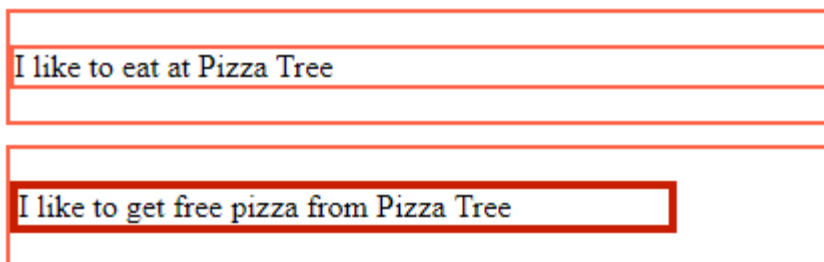 I like to eat at Pizza Tree
I like to get free pizza from Pizza Tree